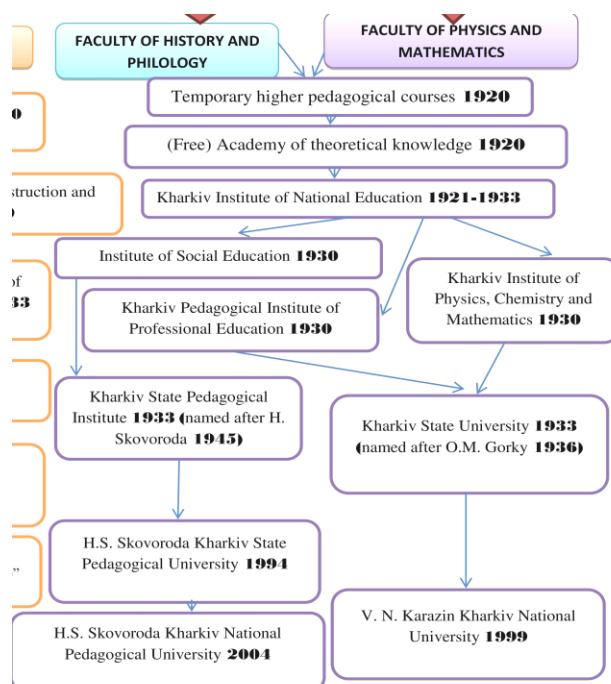 FACULTY OF HISTORY AND
PHILOLOGY
FACULTY OF PHYSICS AND
MATHEMATICS
Temporary higher pedagogical courses 1920
(Free) Academy of theoretical knowledge 1920
Kharkiv Institute of National Education 1921-1933
nstruction and
Institute of Social Education 1930
of
33
Kharkiv Pedagogical Institute of
Professional Education 1930
Kharkiv Institute of
Physics, Chemistry and
Mathematics 1930
Kharkiv State Pedagogical
Institute 1933 (named after H.
Skovoroda 1945)
Kharkiv State University 1933
(named after O.M. Gorky 1936)
H.S. Skovoroda Kharkiv State
Pedagogical University 1994
”
V. N. Karazin Kharkiv National
University 1999
H.S. Skovoroda Kharkiv National
Pedagogical University 2004